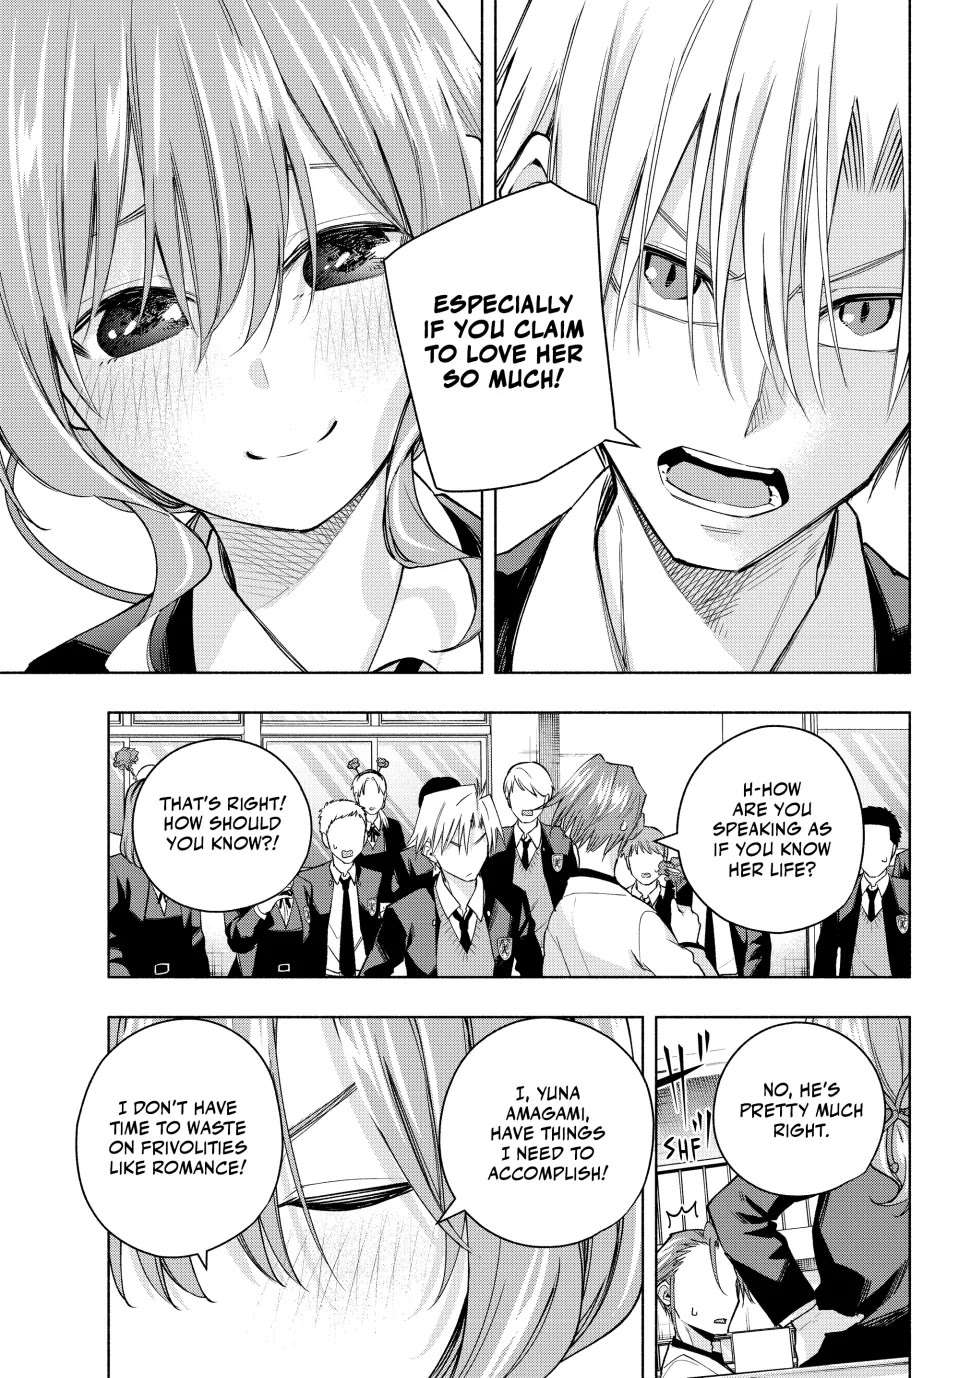 ESPECIALLY
IF YOU CLAIM
TO LOVE HER
SO MUCH!
H-HOW
ARE YOU
SPEAKING AS
IF YOU KNOW
HER LIFE?
THAT'S RIGHT!
HOW SHOULD
YOU KNOW?!
NO, HE'S
PRETTY MUCH
RIGHT.
SHF
I, YUNA
AMAGAMI,
HAVE THINGS
I NEED TO
ACCOMPLISH!
I DON'T HAVE
TIME TO WASTE
ON FRIVOLITIES
LIKE ROMANCE!